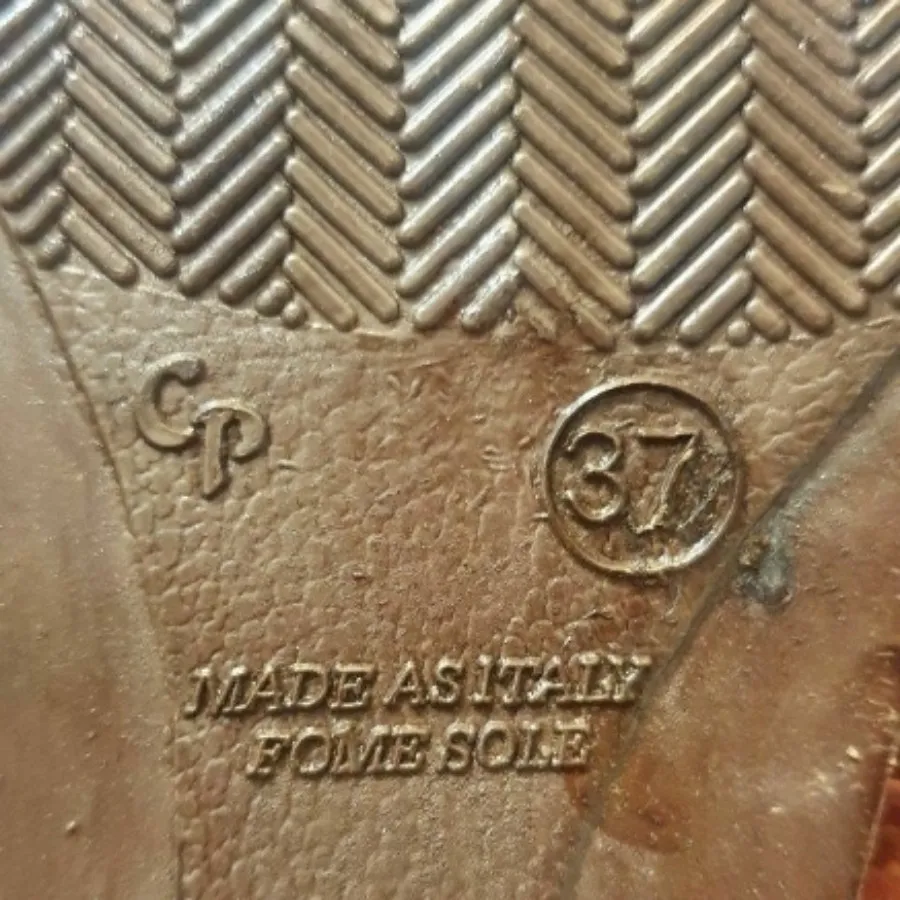 CP
37
MADE AS ITALY
FOME SOLE